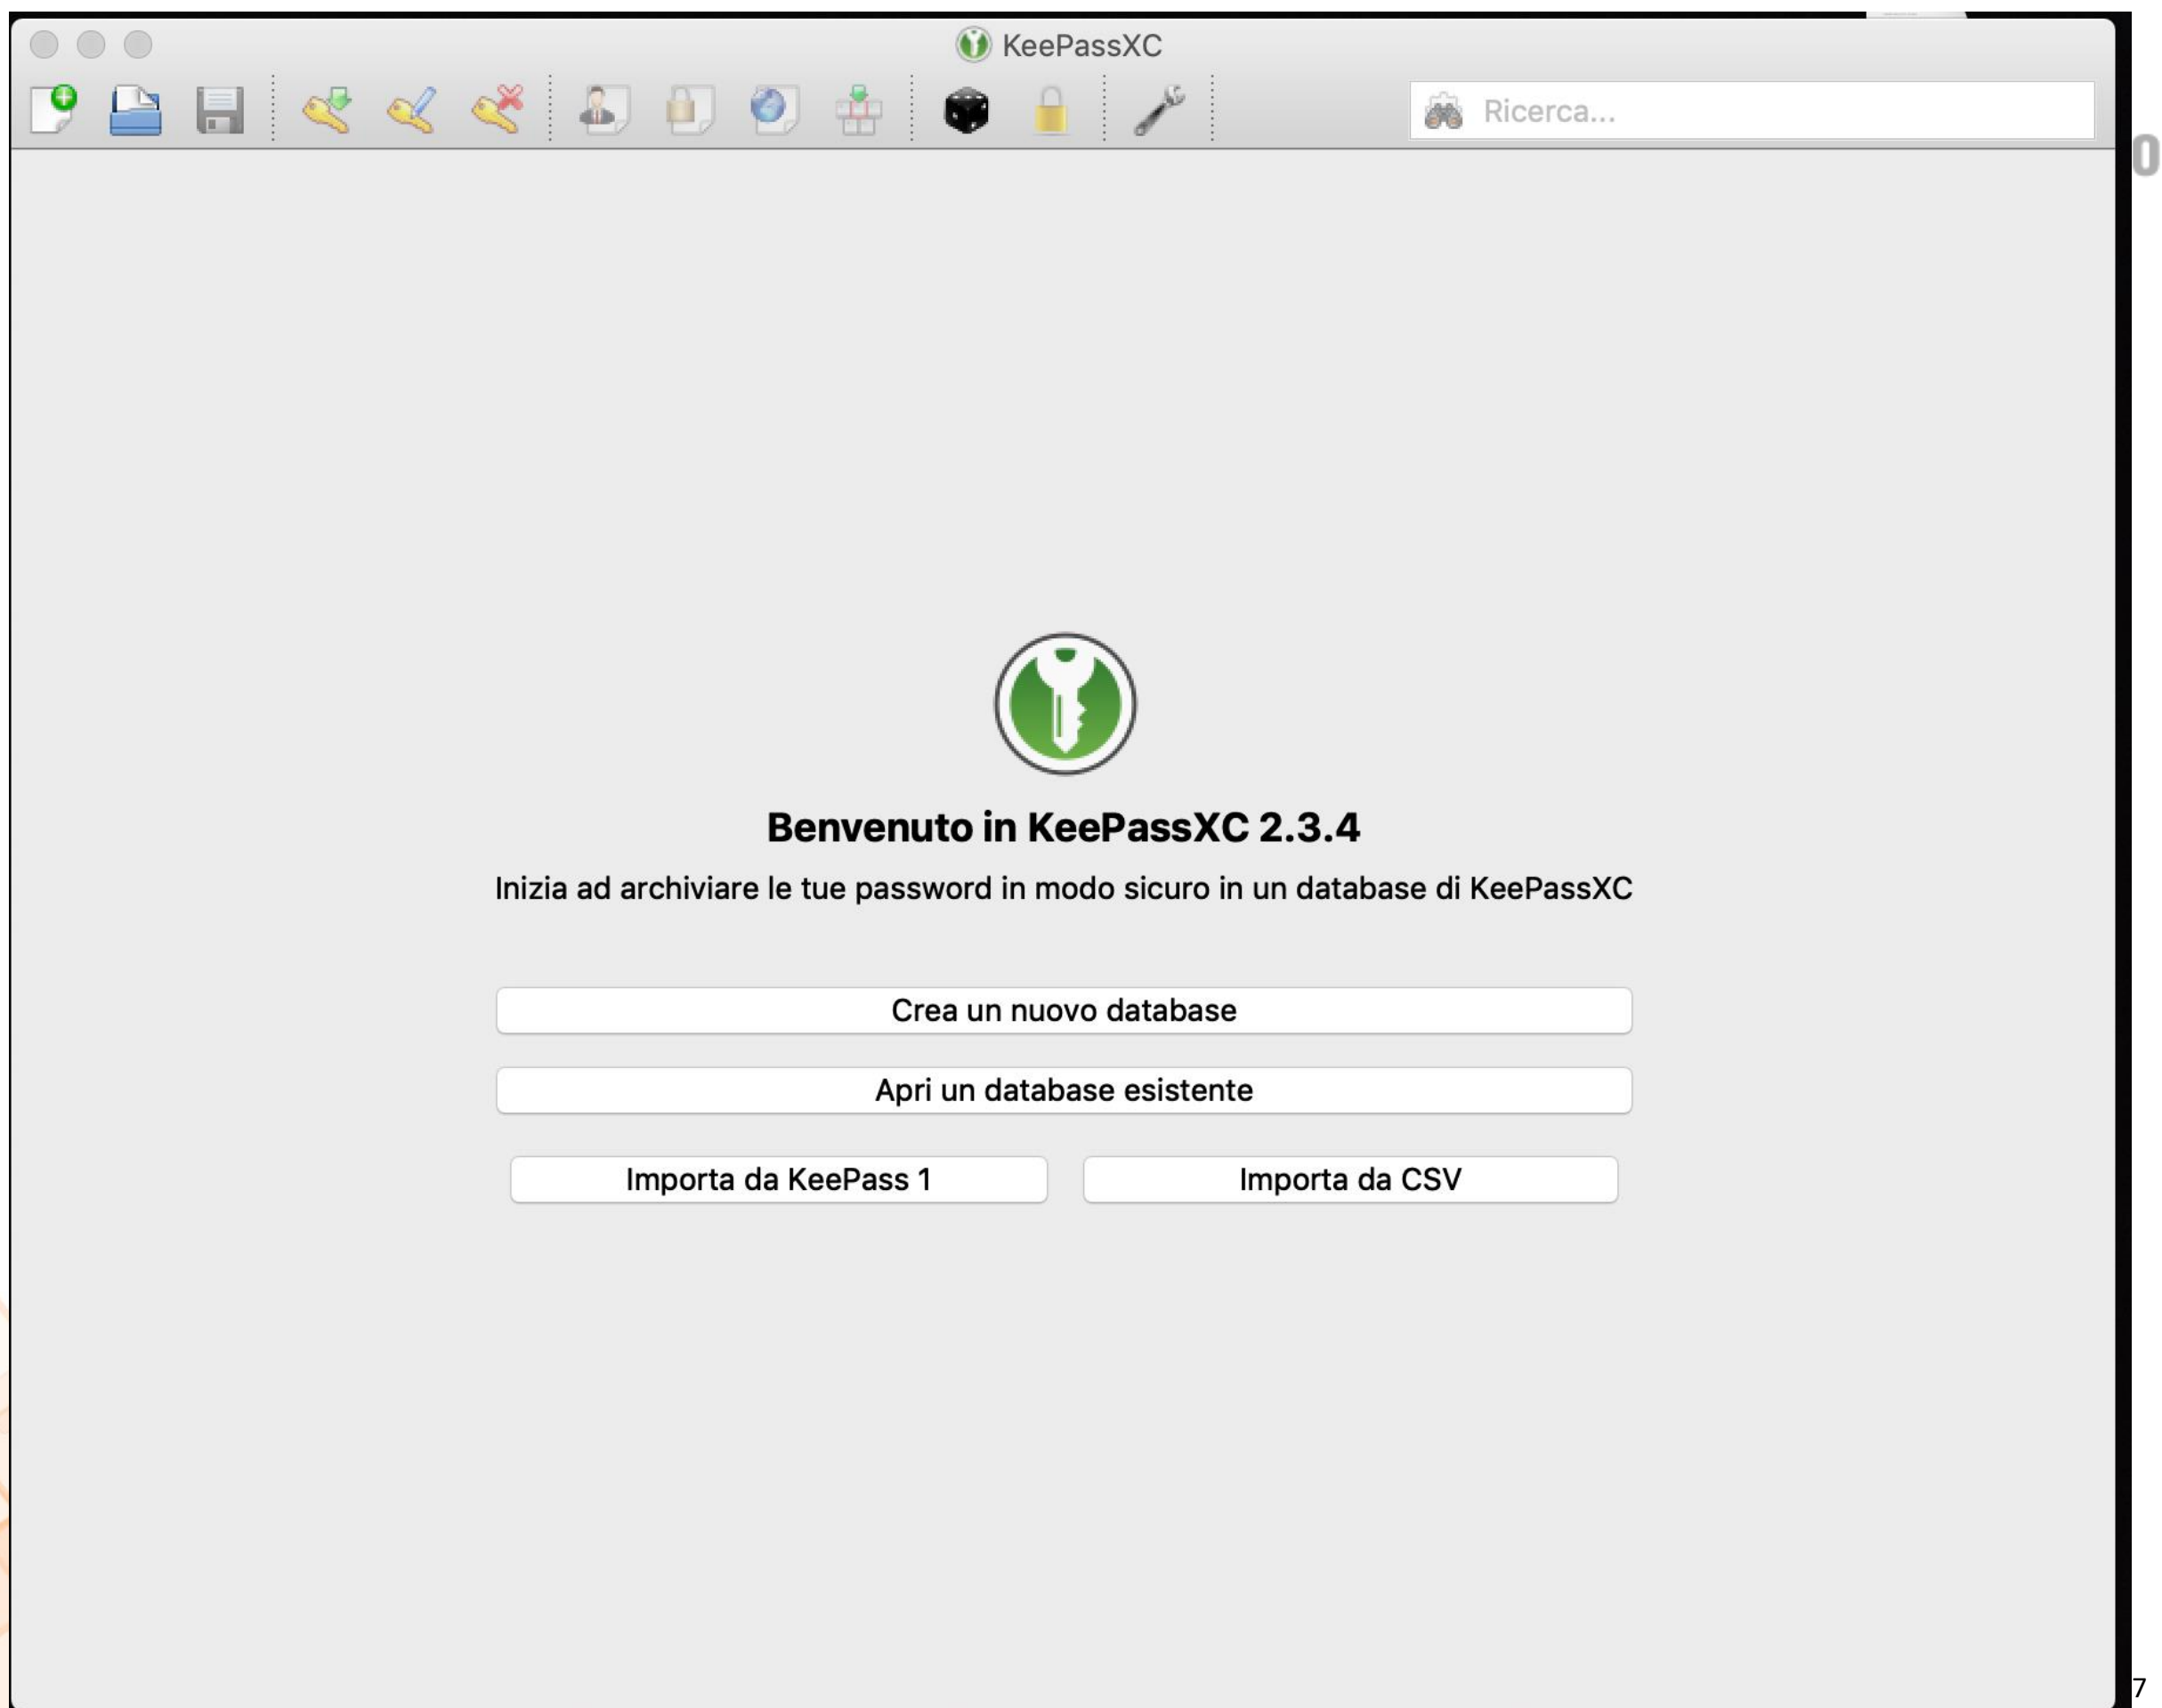 KeePassXC
Ricerca...
0
Benvenuto in KeePassXC 2.3.4
Inizia ad archiviare le tue password in modo sicuro in un database di KeePassXC
Crea un nuovo database
Apri un database esistente
Importa da KeePass 1
Importa da CSV
7